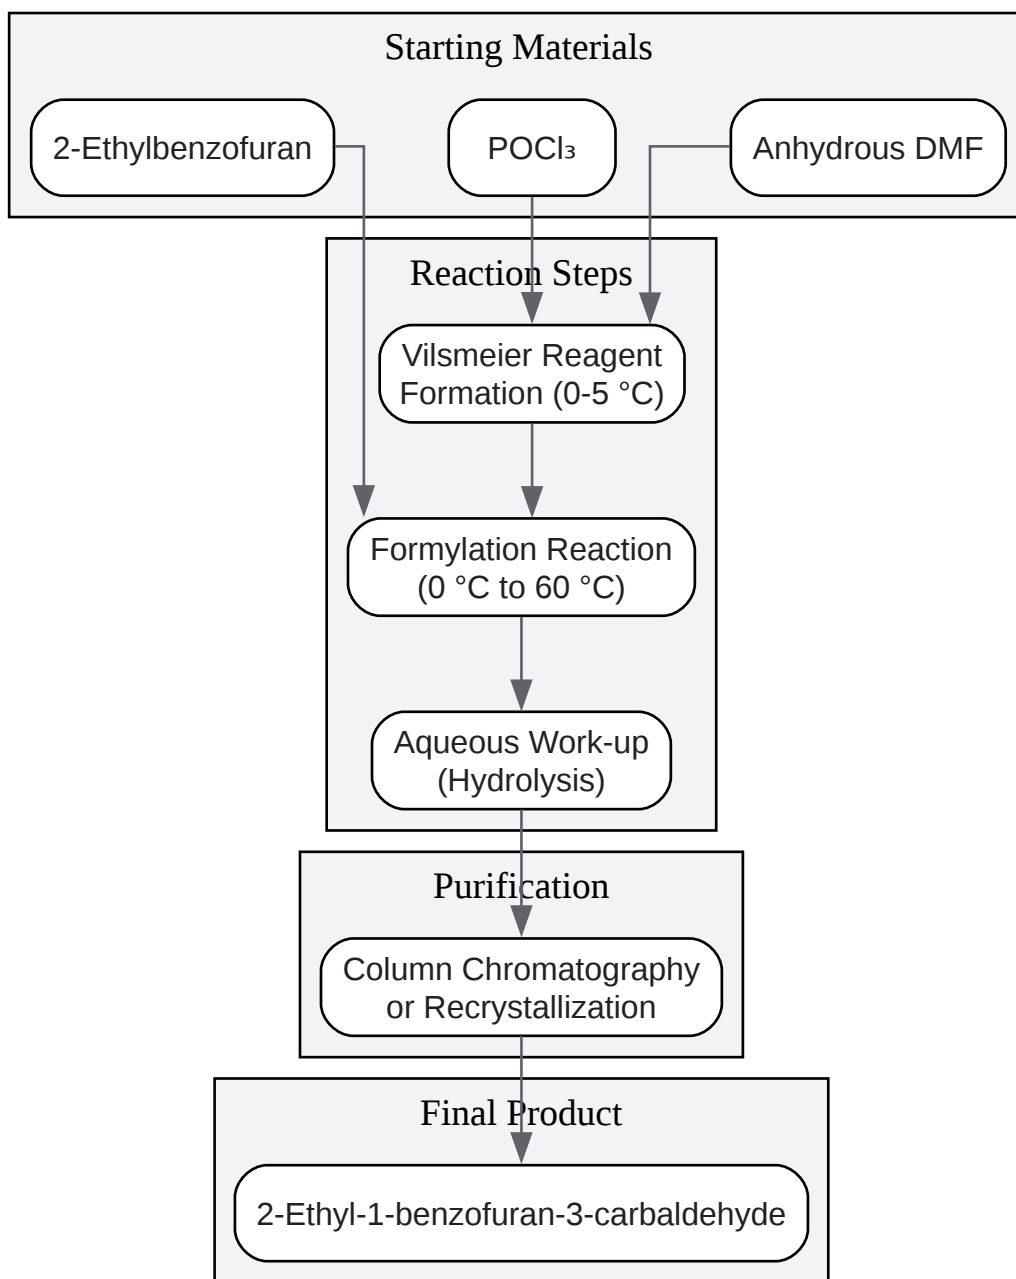 Starting Materials
2-Ethylbenzofuran
POCl₃
Anhydrous DMF
Reaction Steps
Vilsmeier Reagent
Formation (0-5 °C)
Formylation Reaction
(0 °C to 60 °C)
Aqueous Work-up
(Hydrolysis)
Purification
Column Chromatography
or Recrystallization
Final Product
2-Ethyl-1-benzofuran-3-carbaldehyde